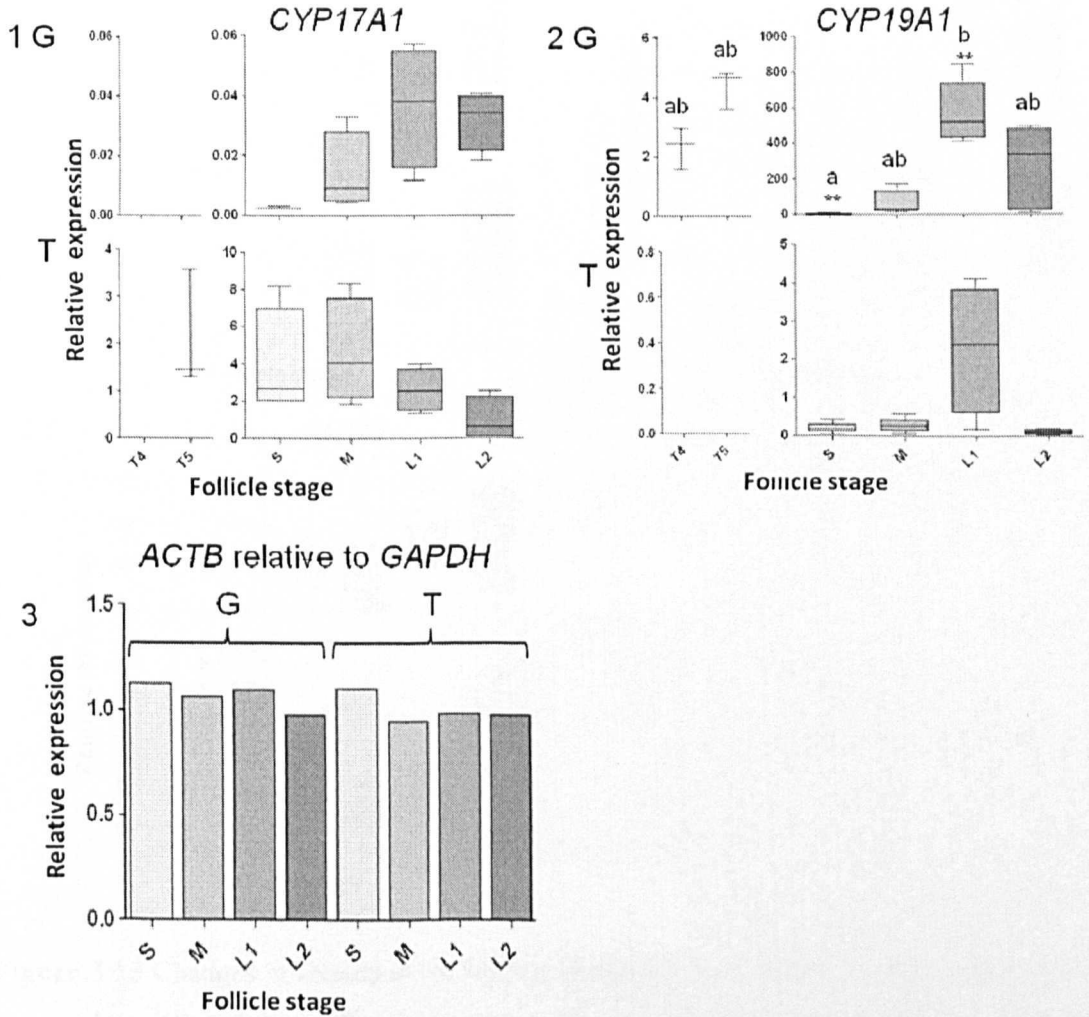 CYP17A1
1 G
Relative expression
0.06
0.04
0.02
0.00
0.06
0.04
0.02
0.00
T
4
3
2
1
0
10
8
6
4
2
0
T4
T5
S
M
L1
L2
Follicle stage
CYP19A1
2 G
Relative expression
6
4
2
0
ab
ab
1000
800
600
400
200
0
a
**
ab
b
**
ab
T
0.8
0.6
0.4
0.2
0.0
5
4
3
2
1
0
T4
T5
S
M
L1
L2
Follicle stage
ACTB relative to GAPDH
3
Relative expression
1.5
1.0
0.5
0.0
G
T
S
M
L1
L2
S
M
L1
L2
Follicle stage